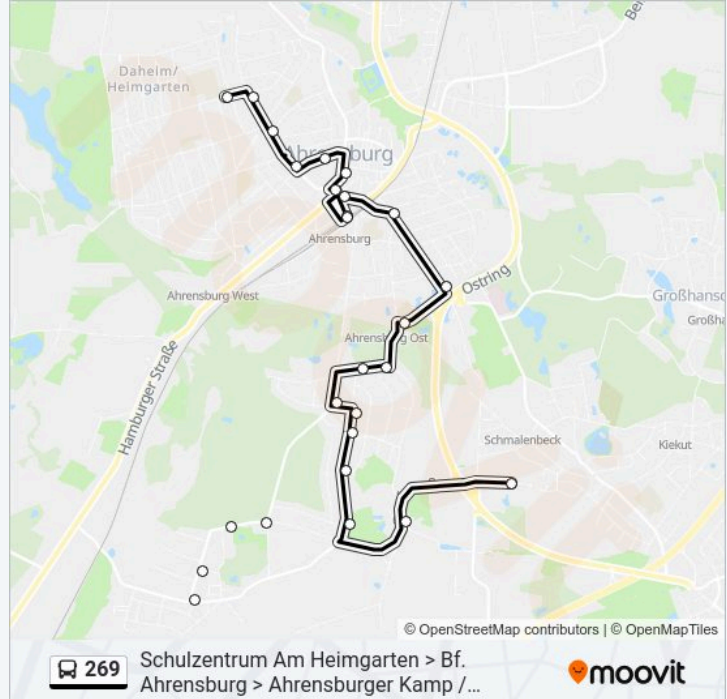 Daheim/
Heimgarten
Ahrensburg
Ahrensburg
Ostring
Ahrensburg West
Großhansd
Großha
Ahrensburg Ost
Hamburger Straße
Schmalenbeck
Kiekut
© OpenStreetMap contributors | © OpenMapTiles
269
Schulzentrum Am Heimgarten > Bf.
Ahrensburg > Ahrensburger Kamp /...
moovit